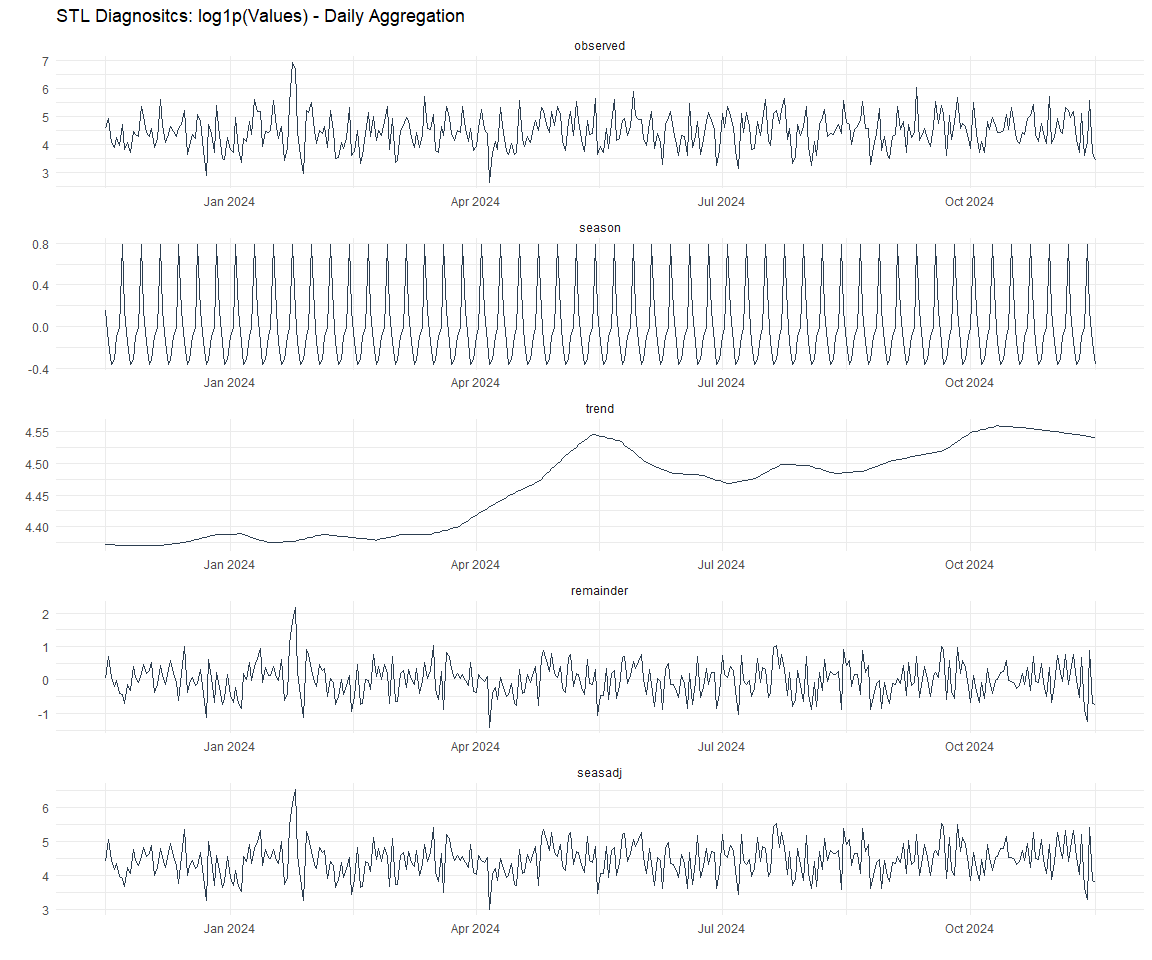 STL Diagnositcs: log1p(Values) - Daily Aggregation
observed
7
6
5
4
3
Jan 2024 Apr 2024 Jul 2024 Oct 2024
season
0.8
0.4
0.0
-0.4
Jan 2024 Apr 2024 Jul 2024 Oct 2024
trend
4.55
4.50
4.45
4.40
Jan 2024 Apr 2024 Jul 2024 Oct 2024
remainder
2
1
0
-1
Jan 2024 Apr 2024 Jul 2024 Oct 2024
seasadj
6
5
4
3
Jan 2024 Apr 2024 Jul 2024 Oct 2024